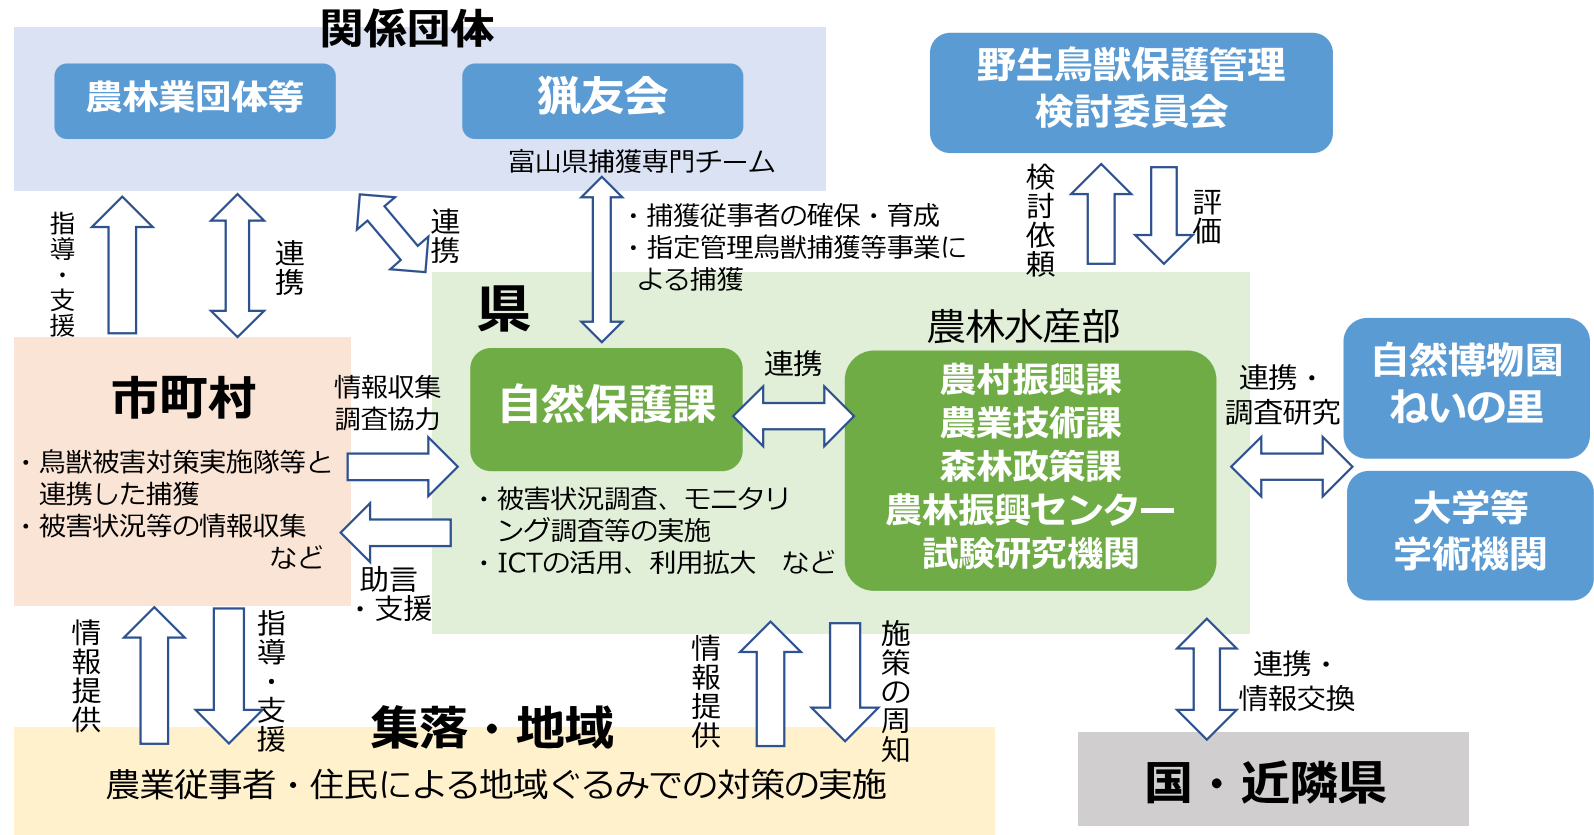 関係団体
農林業団体等
猟友会
富山県捕獲専門チーム
野生鳥獣保護管理
検討委員会
指導・支援
連携
連携
・捕獲従事者の確保・育成
・指定管理鳥獣捕獲等事業に
よる捕獲
検討依頼
評価
県
農林水産部
自然保護課
連携
農村振興課
農業技術課
森林政策課
農林振興センター
試験研究機関
・被害状況調査、モニタリ
ング調査等の実施
・ICTの活用、利用拡大 など
市町村
・鳥獣被害対策実施隊等と
連携した捕獲
・被害状況等の情報収集
など
情報収集
調査協力
助言
・支援
連携・
調査研究
自然博物園
ねいの里
大学等
学術機関
情報提供
指導・支援
情報提供
施策の周知
連携・
情報交換
集落・地域
農業従事者・住民による地域ぐるみでの対策の実施
国・近隣県